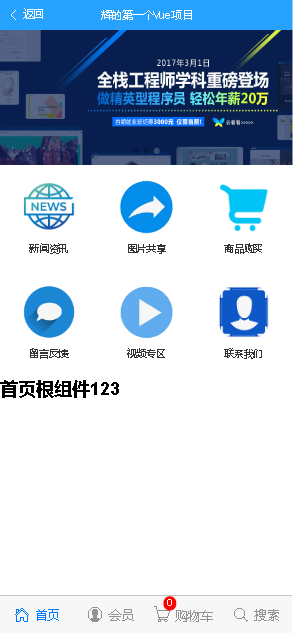 返回 辉的第一个Vue项目
2017年3月1日
全栈工程师学科重磅登场
做精英型程序员 轻松年薪20万
首期就业班钜惠3000元 仅限首期! 去看看>>>>>
NEWS
新闻资讯 图片共享 商品购买
留言反馈 视频专区 联系我们
首页根组件123
首页 会员 0 购物车 搜索